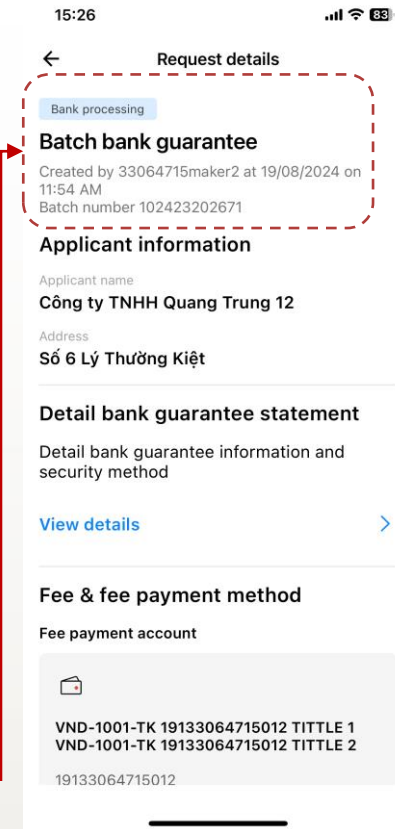 15:26
83
Request details
Bank processing
Batch bank guarantee
Created by 33064715maker2 at 19/08/2024 on
11:54 AM
Batch number 102423202671
Applicant information
Applicant name
Công ty TNHH Quang Trung 12
Address
Số 6 Lý Thường Kiệt
Detail bank guarantee statement
Detail bank guarantee information and
security method
View details
Fee & fee payment method
Fee payment account
VND-1001-TK 19133064715012 TITTLE 1
VND-1001-TK 19133064715012 TITTLE 2
19133064715012